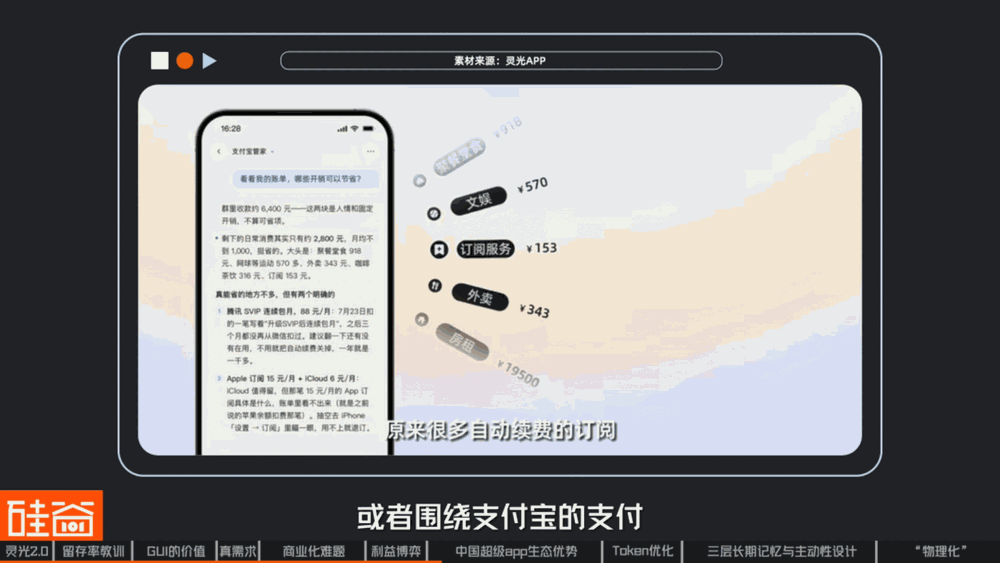 素材来源：灵光APP
16:28
支付宝管家
看看我的账单，哪些开销可以节省？
群里收款约 6,400 元——这两块是人情和固定
开销，不算可省项。
剩下的日常消费其实只有约 2,800 元，月均不
到 1,000，挺省的。大头是：聚餐堂食 918
元、网球等运动 570 多、外卖 343 元、咖啡
茶饮 316 元、订阅 153 元。
真能省的地方不多，但有两个明确的
1 腾讯 SVIP 连续包月，88 元/月：7月23日扣
的一笔写着"升级SVIP后连续包月"，之后三
个月都没再从微信扣过。建议翻一下还有没
有在用，不用就把自动续费关掉，一年就是
一千多。
2 Apple 订阅 15 元/月 + iCloud 6 元/月：
iCloud 值得留，但那笔 15 元/月的 App 订
阅具体是什么，账单里看不出来（就是之前
说的苹果余额扣费那笔）。抽空去 iPhone
「设置 → 订阅」里瞄一眼，用不上就退订。
聚餐堂食 ¥918
文娱 ¥570
订阅服务 ¥153
外卖 ¥343
房租 ¥19500
原来很多自动续费的订阅
或者围绕支付宝的支付
硅谷
101
灵光2.0
留存率教训
GUI的价值
真需求
商业化难题
利益博弈
中国超级app生态优势
Token优化
三层长期记忆与主动性设计
“物理化”